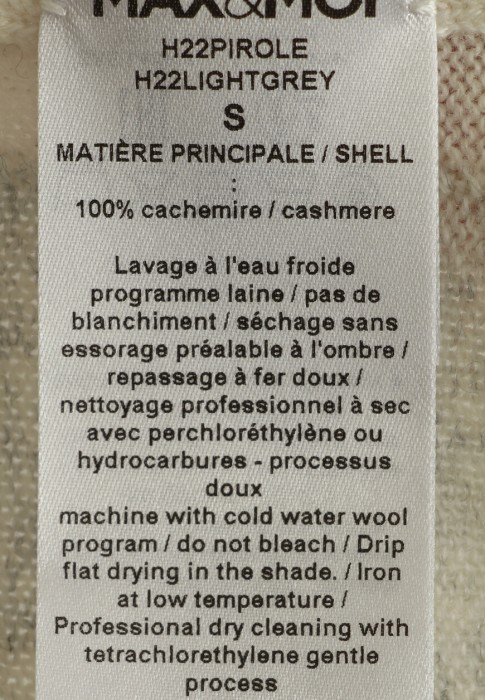 MAX&MOI
H22PIROLE
H22LIGHTGREY
S
MATIÈRE PRINCIPALE / SHELL
:
100% cachemire / cashmere
Lavage à l'eau froide
programme laine / pas de
blanchiment / séchage sans
essorage préalable à l'ombre /
repassage à fer doux /
nettoyage professionnel à sec
avec perchloréthylène ou
hydrocarbures - processus
doux
machine with cold water wool
program / do not bleach / Drip
flat drying in the shade. / Iron
at low temperature /
Professional dry cleaning with
tetrachlorethylene gentle
process